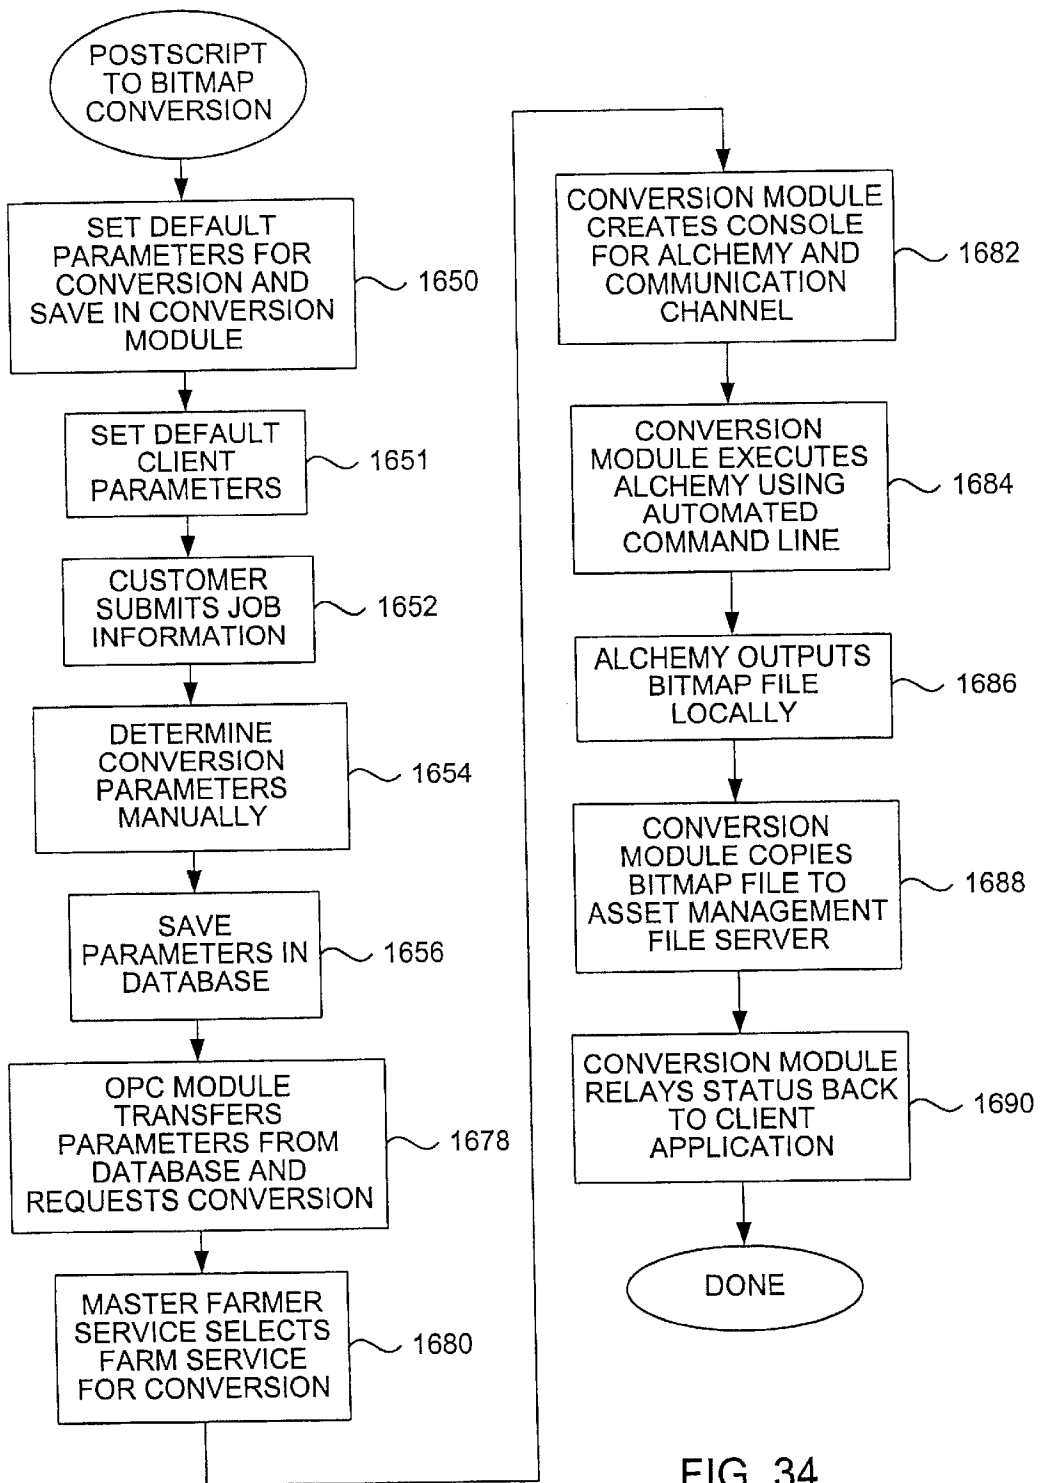 POSTSCRIPT
TO BITMAP
CONVERSION
SET DEFAULT
PARAMETERS FOR
CONVERSION AND
SAVE IN CONVERSION
MODULE
1650
SET DEFAULT
CLIENT
PARAMETERS
1651
CUSTOMER
SUBMITS JOB
INFORMATION
1652
DETERMINE
CONVERSION
PARAMETERS
MANUALLY
1654
SAVE
PARAMETERS IN
DATABASE
1656
OPC MODULE
TRANSFERS
PARAMETERS FROM
DATABASE AND
REQUESTS CONVERSION
1678
MASTER FARMER
SERVICE SELECTS
FARM SERVICE
FOR CONVERSION
1680
CONVERSION MODULE
CREATES CONSOLE
FOR ALCHEMY AND
COMMUNICATION
CHANNEL
1682
CONVERSION
MODULE EXECUTES
ALCHEMY USING
AUTOMATED
COMMAND LINE
1684
ALCHEMY OUTPUTS
BITMAP FILE
LOCALLY
1686
CONVERSION
MODULE COPIES
BITMAP FILE TO
ASSET MANAGEMENT
FILE SERVER
1688
CONVERSION MODULE
RELAYS STATUS BACK
TO CLIENT
APPLICATION
1690
DONE
FIG. 34